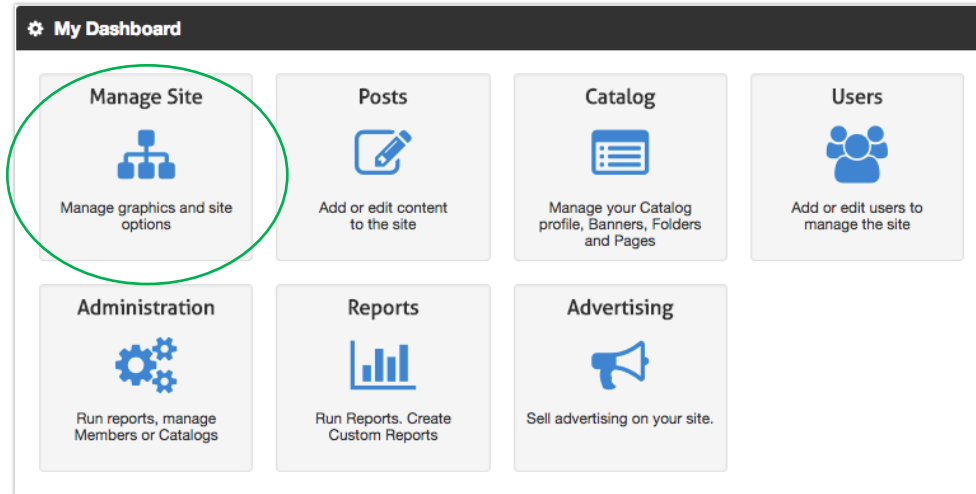 My Dashboard
Manage Site
Manage graphics and site
options
Posts
Add or edit content
to the site
Catalog
Manage your Catalog
profile, Banners, Folders
and Pages
Users
Add or edit users to
manage the site
Administration
Run reports, manage
Members or Catalogs
Reports
Run Reports. Create
Custom Reports
Advertising
Sell advertising on your site.